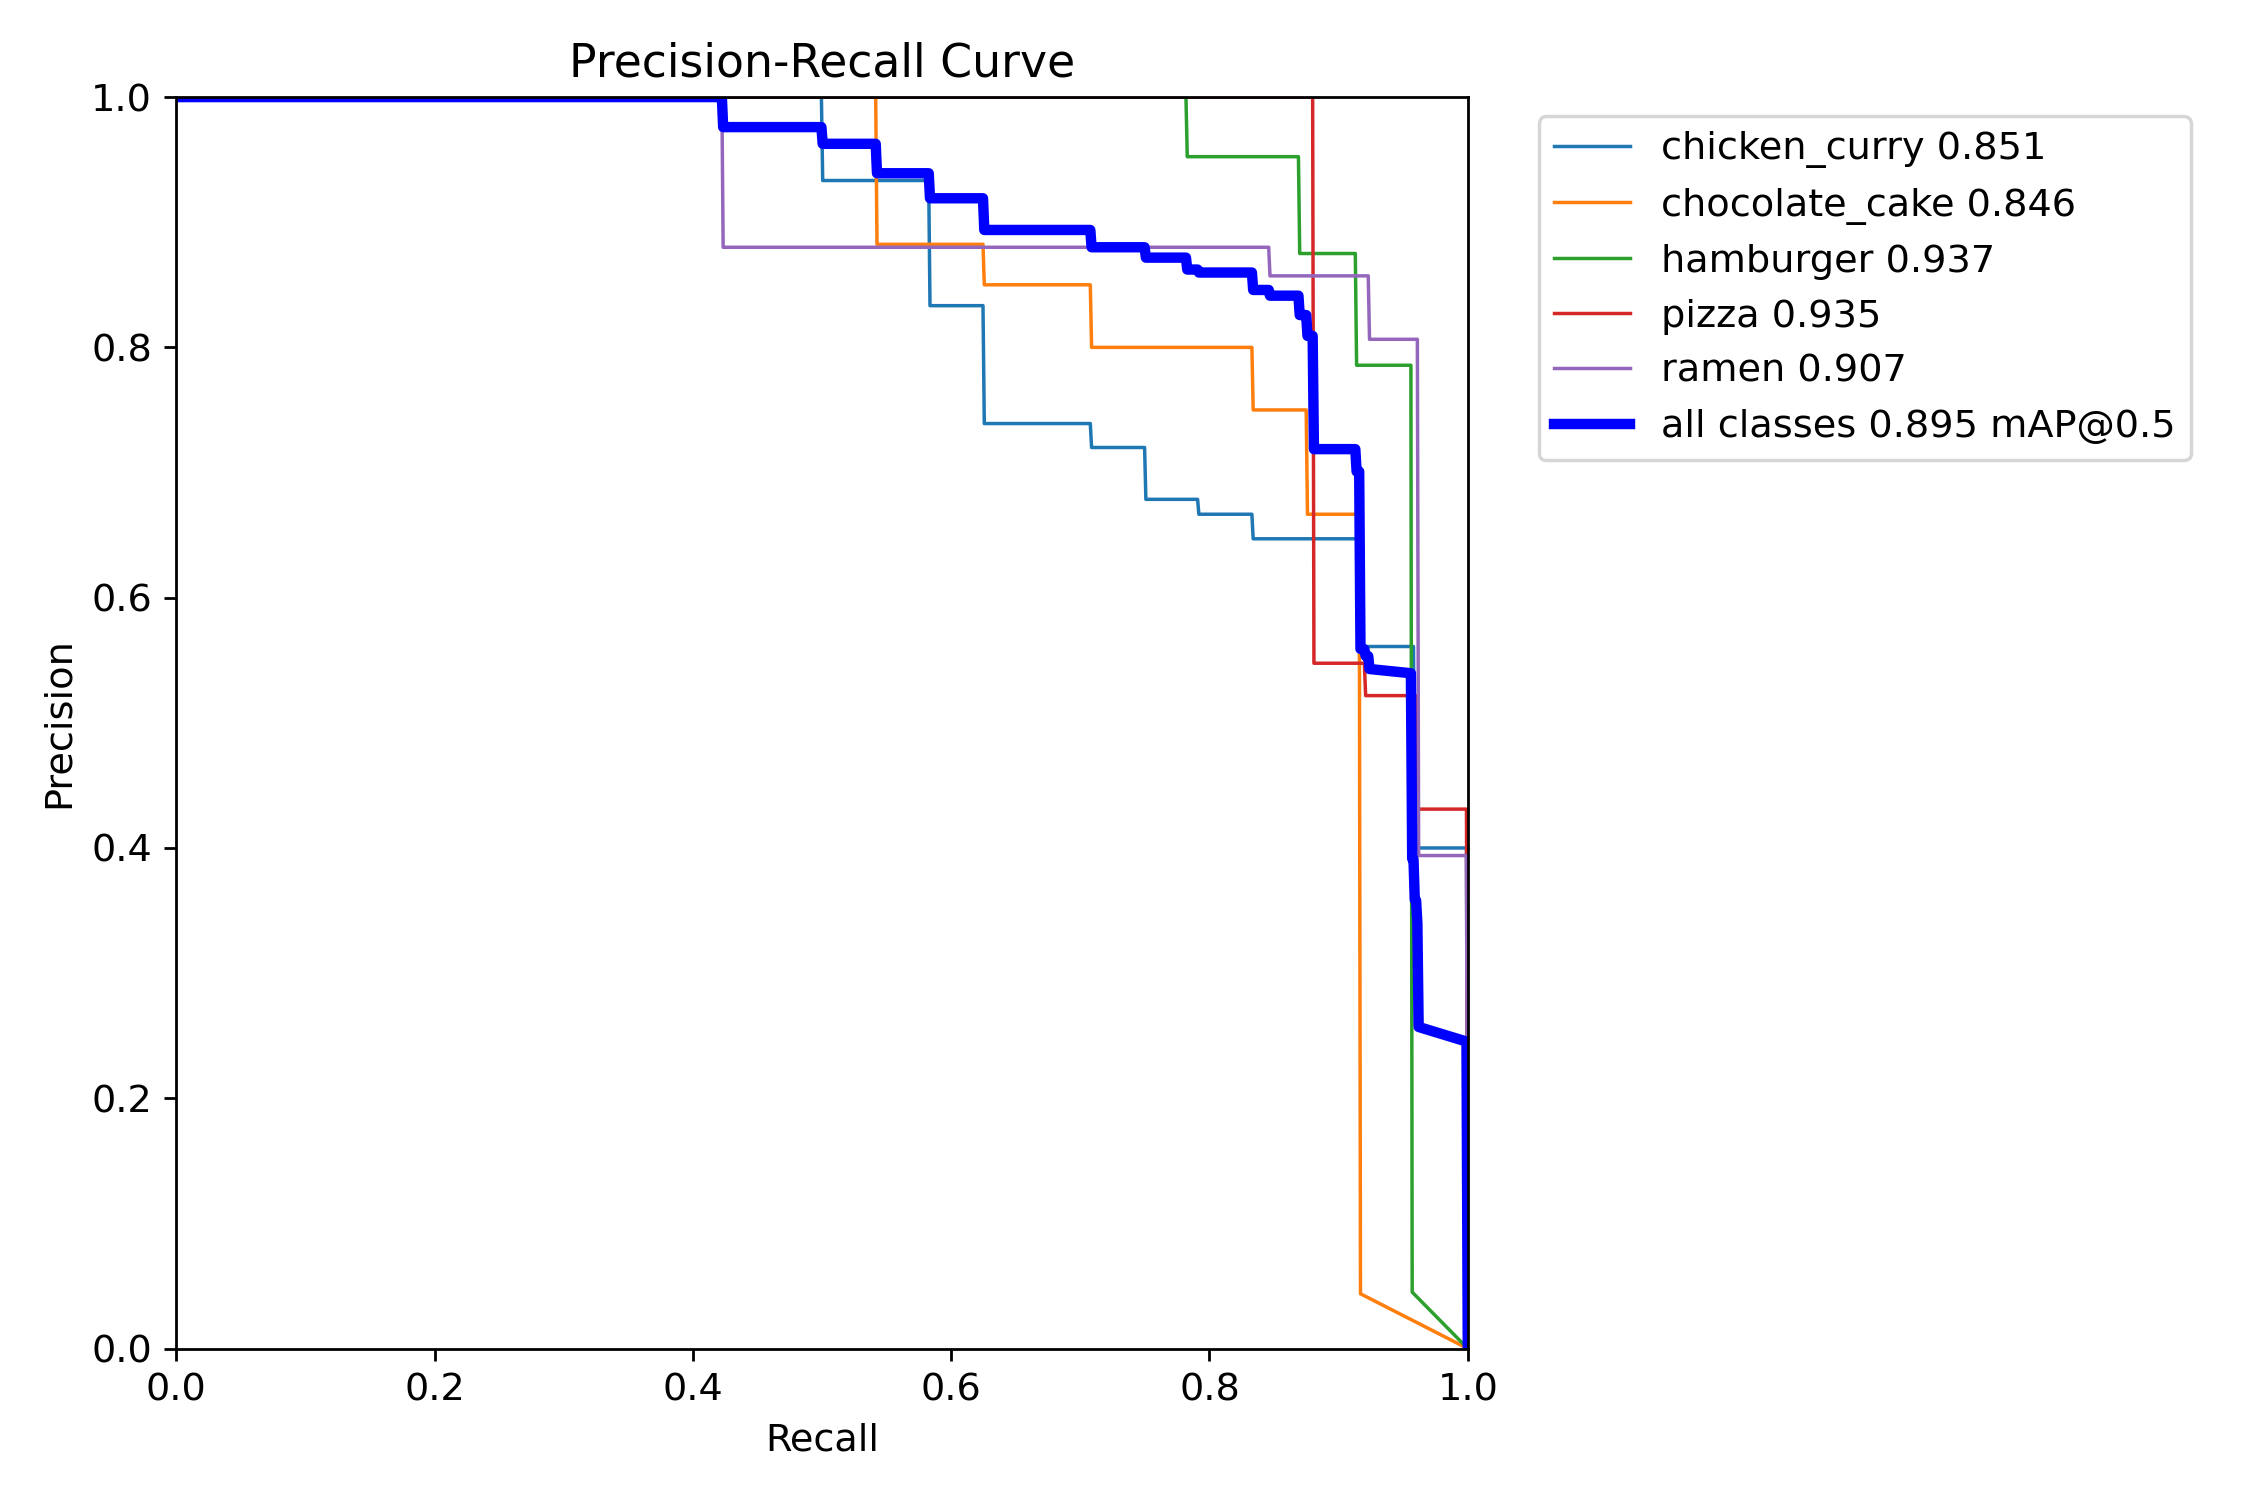 Precision-Recall Curve
1.0
0.8
0.6
0.4
0.2
0.0
Precision
0.0 0.2 0.4 0.6 0.8 1.0
Recall
chicken_curry 0.851
chocolate_cake 0.846
hamburger 0.937
pizza 0.935
ramen 0.907
all classes 0.895 mAP@0.5